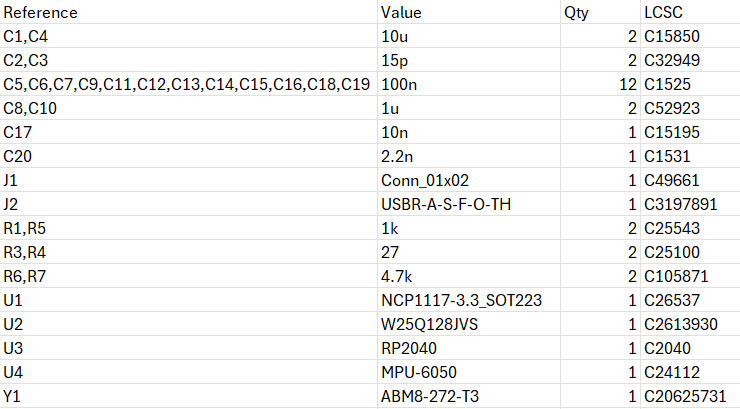 Reference Value Qty LCSC
C1,C4 10u 2 C15850
C2,C3 15p 2 C32949
C5,C6,C7,C9,C11,C12,C13,C14,C15,C16,C18,C19 100n 12 C1525
C8,C10 1u 2 C52923
C17 10n 1 C15195
C20 2.2n 1 C1531
J1 Conn_01x02 1 C49661
J2 USBR-A-S-F-O-TH 1 C3197891
R1,R5 1k 2 C25543
R3,R4 27 2 C25100
R6,R7 4.7k 2 C105871
U1 NCP1117-3.3_SOT223 1 C26537
U2 W25Q128JVS 1 C2613930
U3 RP2040 1 C2040
U4 MPU-6050 1 C24112
Y1 ABM8-272-T3 1 C20625731